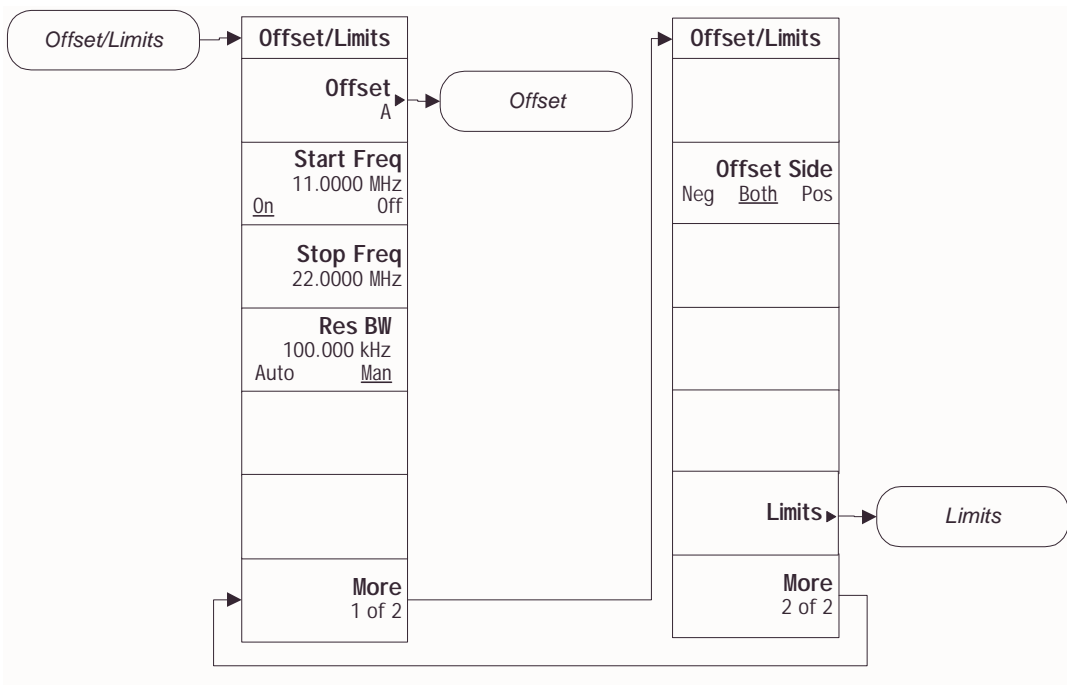 Offset/Limits
Offset/Limits
Offset
A
Offset
Start Freq
11.0000 MHz
On Off
Stop Freq
22.0000 MHz
Res BW
100.000 kHz
Auto Man
More
1 of 2
Offset/Limits
Offset Side
Neg Both Pos
Limits
Limits
More
2 of 2